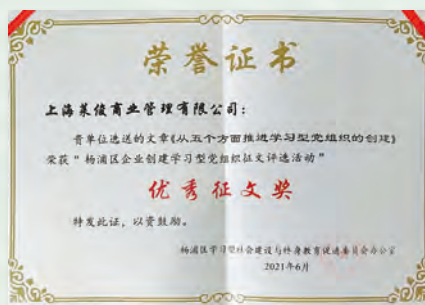 荣誉证书
上海莱俊商业管理有限公司：
贵单位选送的文章《从五个方面推进学习型党组织的创建》
荣获“杨浦区企业创建学习型党组织征文评选活动”
优秀征文奖
特发此证，以资鼓励。
杨浦区学习型社会建设与终身教育促进委员会办公室
2021年6月